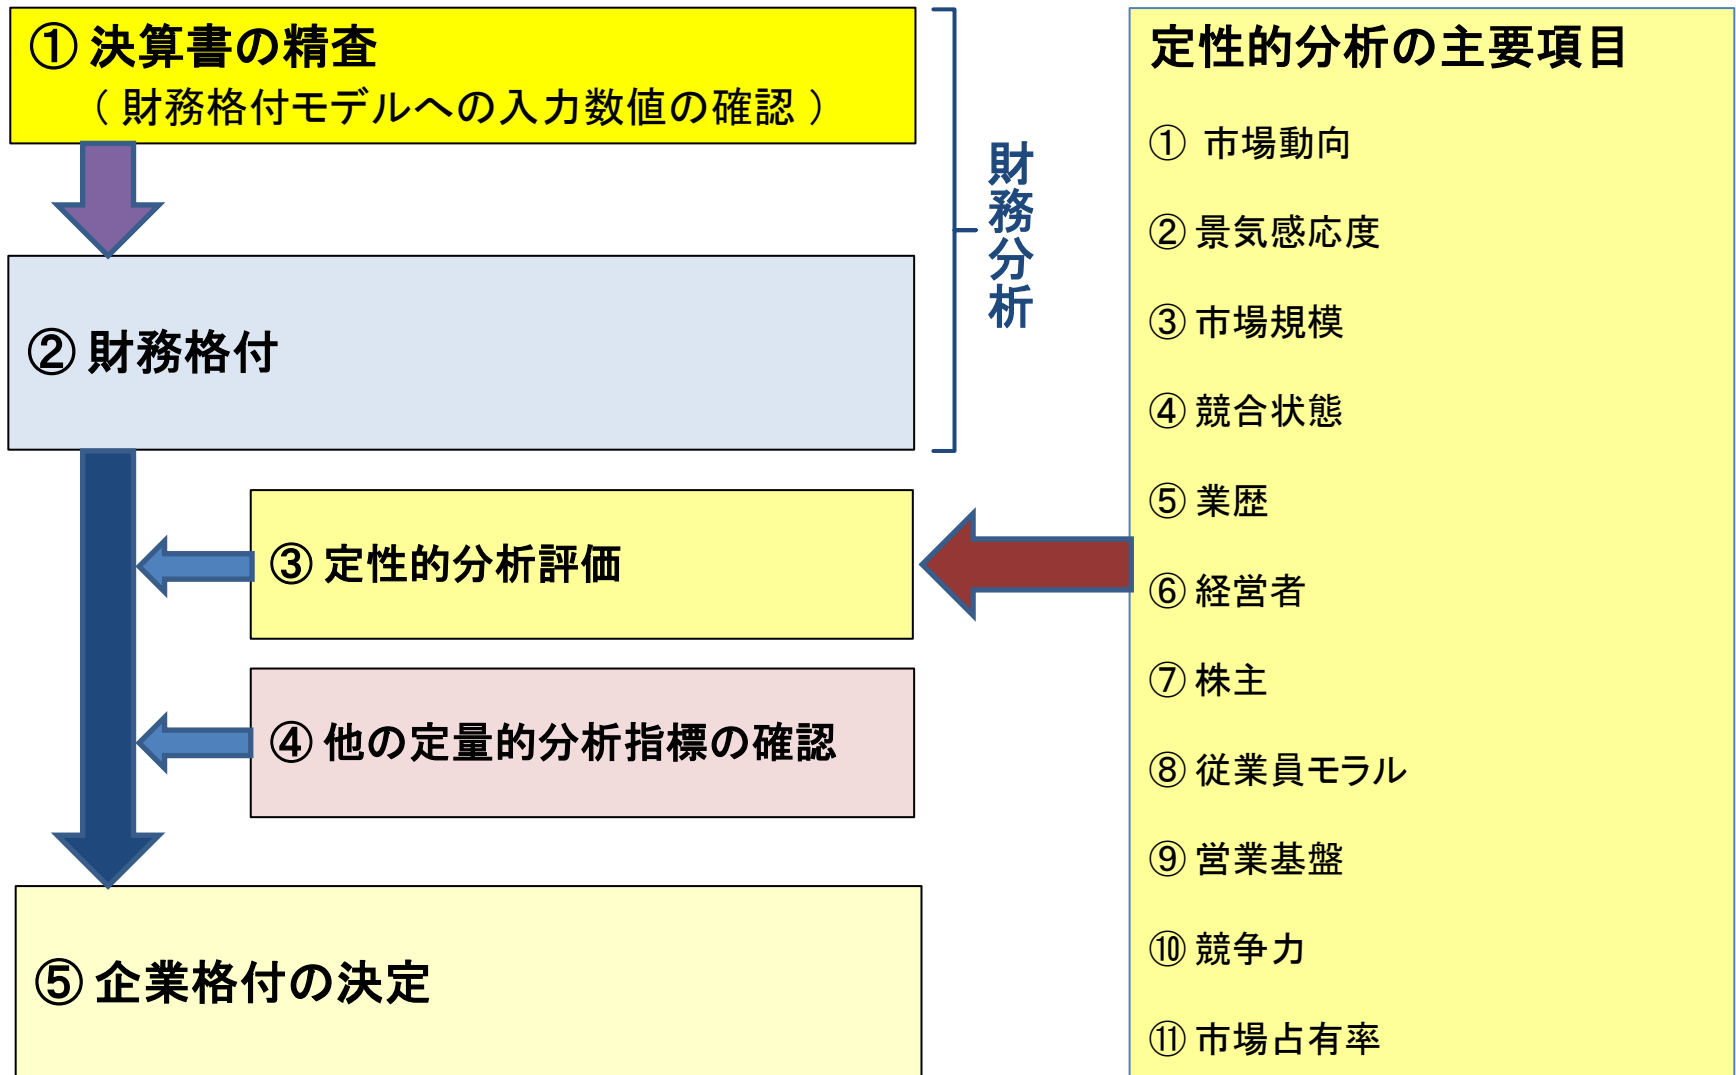 ① 決算書の精査
（ 財務格付モデルへの入力数値の確認 ）
財務分析
② 財務格付
③ 定性的分析評価
④ 他の定量的分析指標の確認
⑤ 企業格付の決定
定性的分析の主要項目
① 市場動向
② 景気感応度
③ 市場規模
④ 競合状態
⑤ 業歴
⑥ 経営者
⑦ 株主
⑧ 従業員モラル
⑨ 営業基盤
⑩ 競争力
⑪ 市場占有率